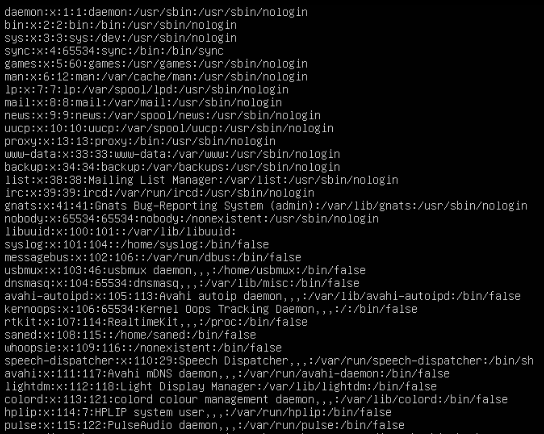 daemon:x:1:1:daemon:/usr/sbin:/usr/sbin/nologin
bin:x:2:2:bin:/bin:/usr/sbin/nologin
sys:x:3:3:sys:/dev:/usr/sbin/nologin
sync:x:4:65534:sync:/bin:/bin/sync
games:x:5:60:games:/usr/games:/usr/sbin/nologin
man:x:6:12:man:/var/cache/man:/usr/sbin/nologin
lp:x:7:7:lp:/var/spool/lpd:/usr/sbin/nologin
mail:x:8:8:mail:/var/mail:/usr/sbin/nologin
news:x:9:9:news:/var/spool/news:/usr/sbin/nologin
uucp:x:10:10:uucp:/var/spool/uucp:/usr/sbin/nologin
proxy:x:13:13:proxy:/bin:/usr/sbin/nologin
www-data:x:33:33:www-data:/var/www:/usr/sbin/nologin
backup:x:34:34:backup:/var/backups:/usr/sbin/nologin
list:x:38:38:Mailing List Manager:/var/list:/usr/sbin/nologin
irc:x:39:39:ircd:/var/run/ircd:/usr/sbin/nologin
gnats:x:41:41:Gnats Bug-Reporting System (admin):/var/lib/gnats:/usr/sbin/nologin
nobody:x:65534:65534:nobody:/nonexistent:/usr/sbin/nologin
libuuid:x:100:101::/var/lib/libuuid:
syslog:x:101:104::/home/syslog:/bin/false
messagebus:x:102:106::/var/run/dbus:/bin/false
usbmux:x:103:46:usbmux daemon,,,:/home/usbmux:/bin/false
dnsmasq:x:104:65534:dnsmasq,,,:/var/lib/misc:/bin/false
avahi-autoipd:x:105:113:Avahi autoip daemon,,,:/var/lib/avahi-autoipd:/bin/false
kernoops:x:106:65534:Kernel Oops Tracking Daemon,,,:/:/bin/false
rtkit:x:107:114:RealtimeKit,,,:/proc:/bin/false
saned:x:108:115::/home/saned:/bin/false
whoopsie:x:109:116::/nonexistent:/bin/false
speech-dispatcher:x:110:29:Speech Dispatcher,,,:/var/run/speech-dispatcher:/bin/sh
avahi:x:111:117:Avahi mDNS daemon,,,:/var/run/avahi-daemon:/bin/false
lightdm:x:112:118:Light Display Manager:/var/lib/lightdm:/bin/false
colord:x:113:121:colord colour management daemon,,,:/var/lib/colord:/bin/false
hplip:x:114:7:HPLIP system user,,,:/var/run/hplip:/bin/false
pulse:x:115:122:PulseAudio daemon,,,:/var/run/pulse:/bin/false